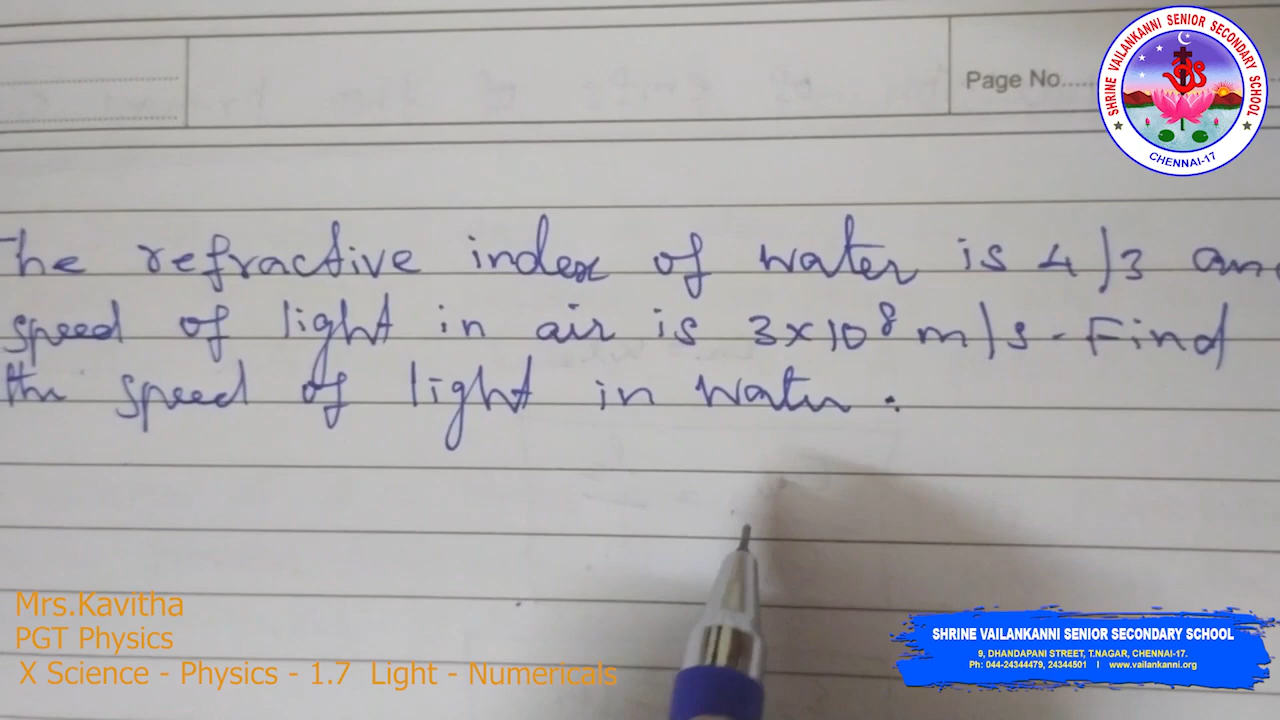 Page No.....
SHRINE VAILANKANNI SENIOR SECONDARY SCHOOL
CHENNAI-17
The refractive index of water is 4/3 an
speed of light in air is 3x10⁸ m/s. Find
the speed of light in water.
Mrs.Kavitha
PGT Physics
X Science - Physics - 1.7 Light - Numericals
SHRINE VAILANKANNI SENIOR SECONDARY SCHOOL
9, DHANDAPANI STREET, T.NAGAR, CHENNAI-17.
Ph: 044-24344479, 24344501 I www.vailankanni.org